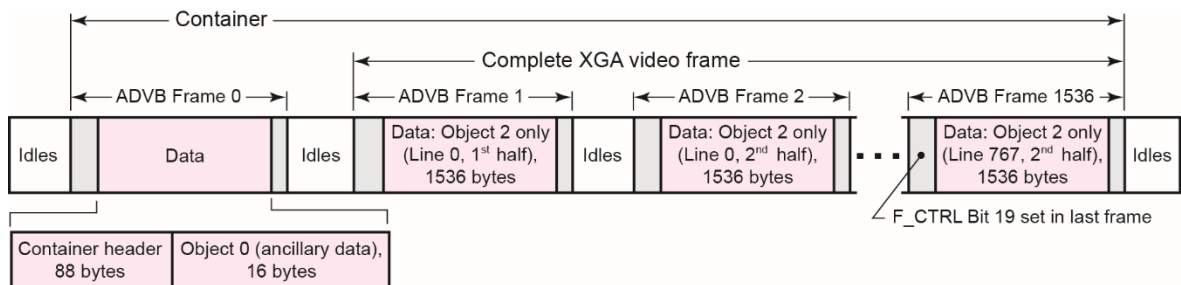 Container
Complete XGA video frame
ADVB Frame 0
ADVB Frame 1
ADVB Frame 2
ADVB Frame 1536
Idles
Data
Idles
Data: Object 2 only
(Line 0, 1st half),
1536 bytes
Idles
Data: Object 2 only
(Line 0, 2nd half),
1536 bytes
Data: Object 2 only
(Line 767, 2nd half),
1536 bytes
Idles
F_CTRL Bit 19 set in last frame
Container header
88 bytes
Object 0 (ancillary data),
16 bytes